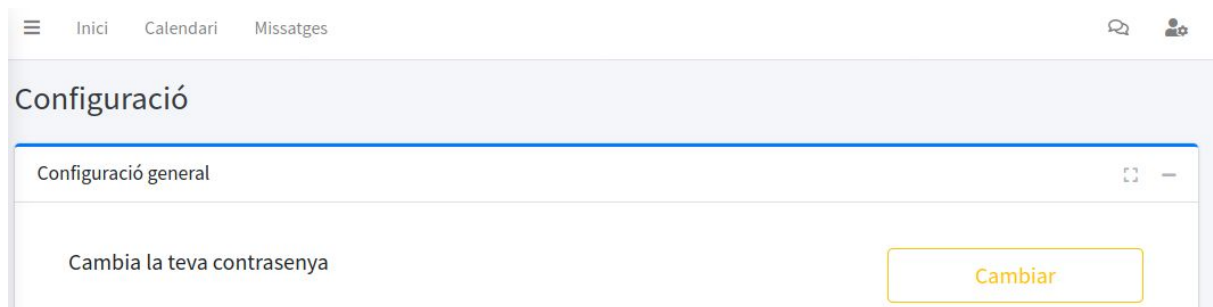 Inici Calendari Missatges
Configuració
Configuració general
Cambia la teva contrasenya
Cambiar